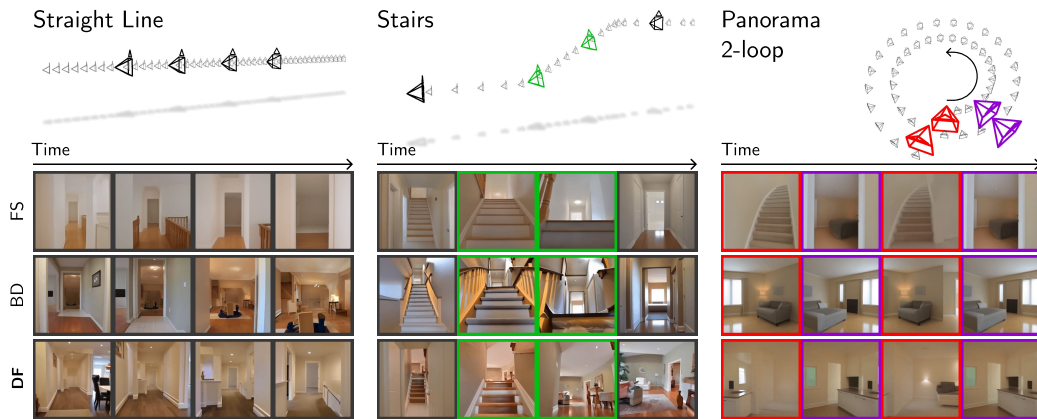 Straight Line
Stairs
Panorama
2-loop
Time
Time
Time
FS
BD
DF